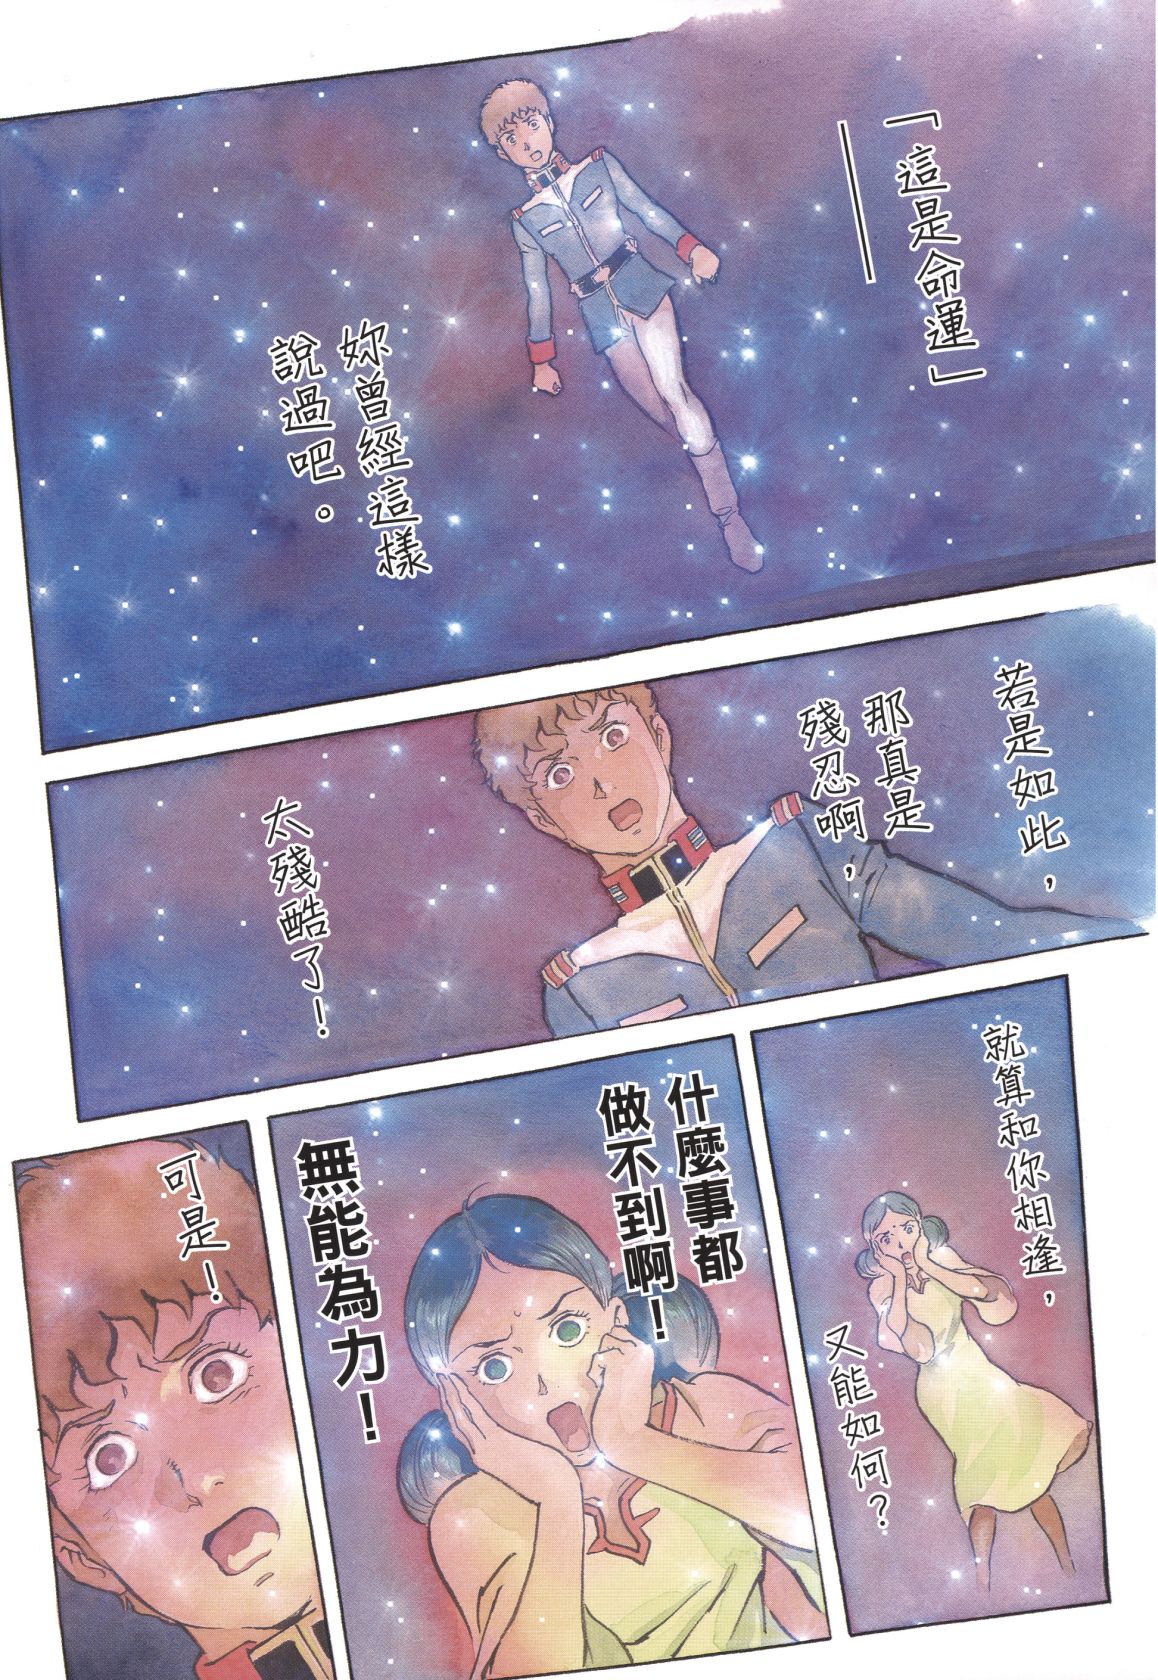 「這是命運」
——
妳曾經這樣
說過吧。
若是如此，
那真是
殘忍啊，
太殘酷了！
就算和你相逢，
又能如何？
什麼事都
做不到啊！
無能為力！
可是！